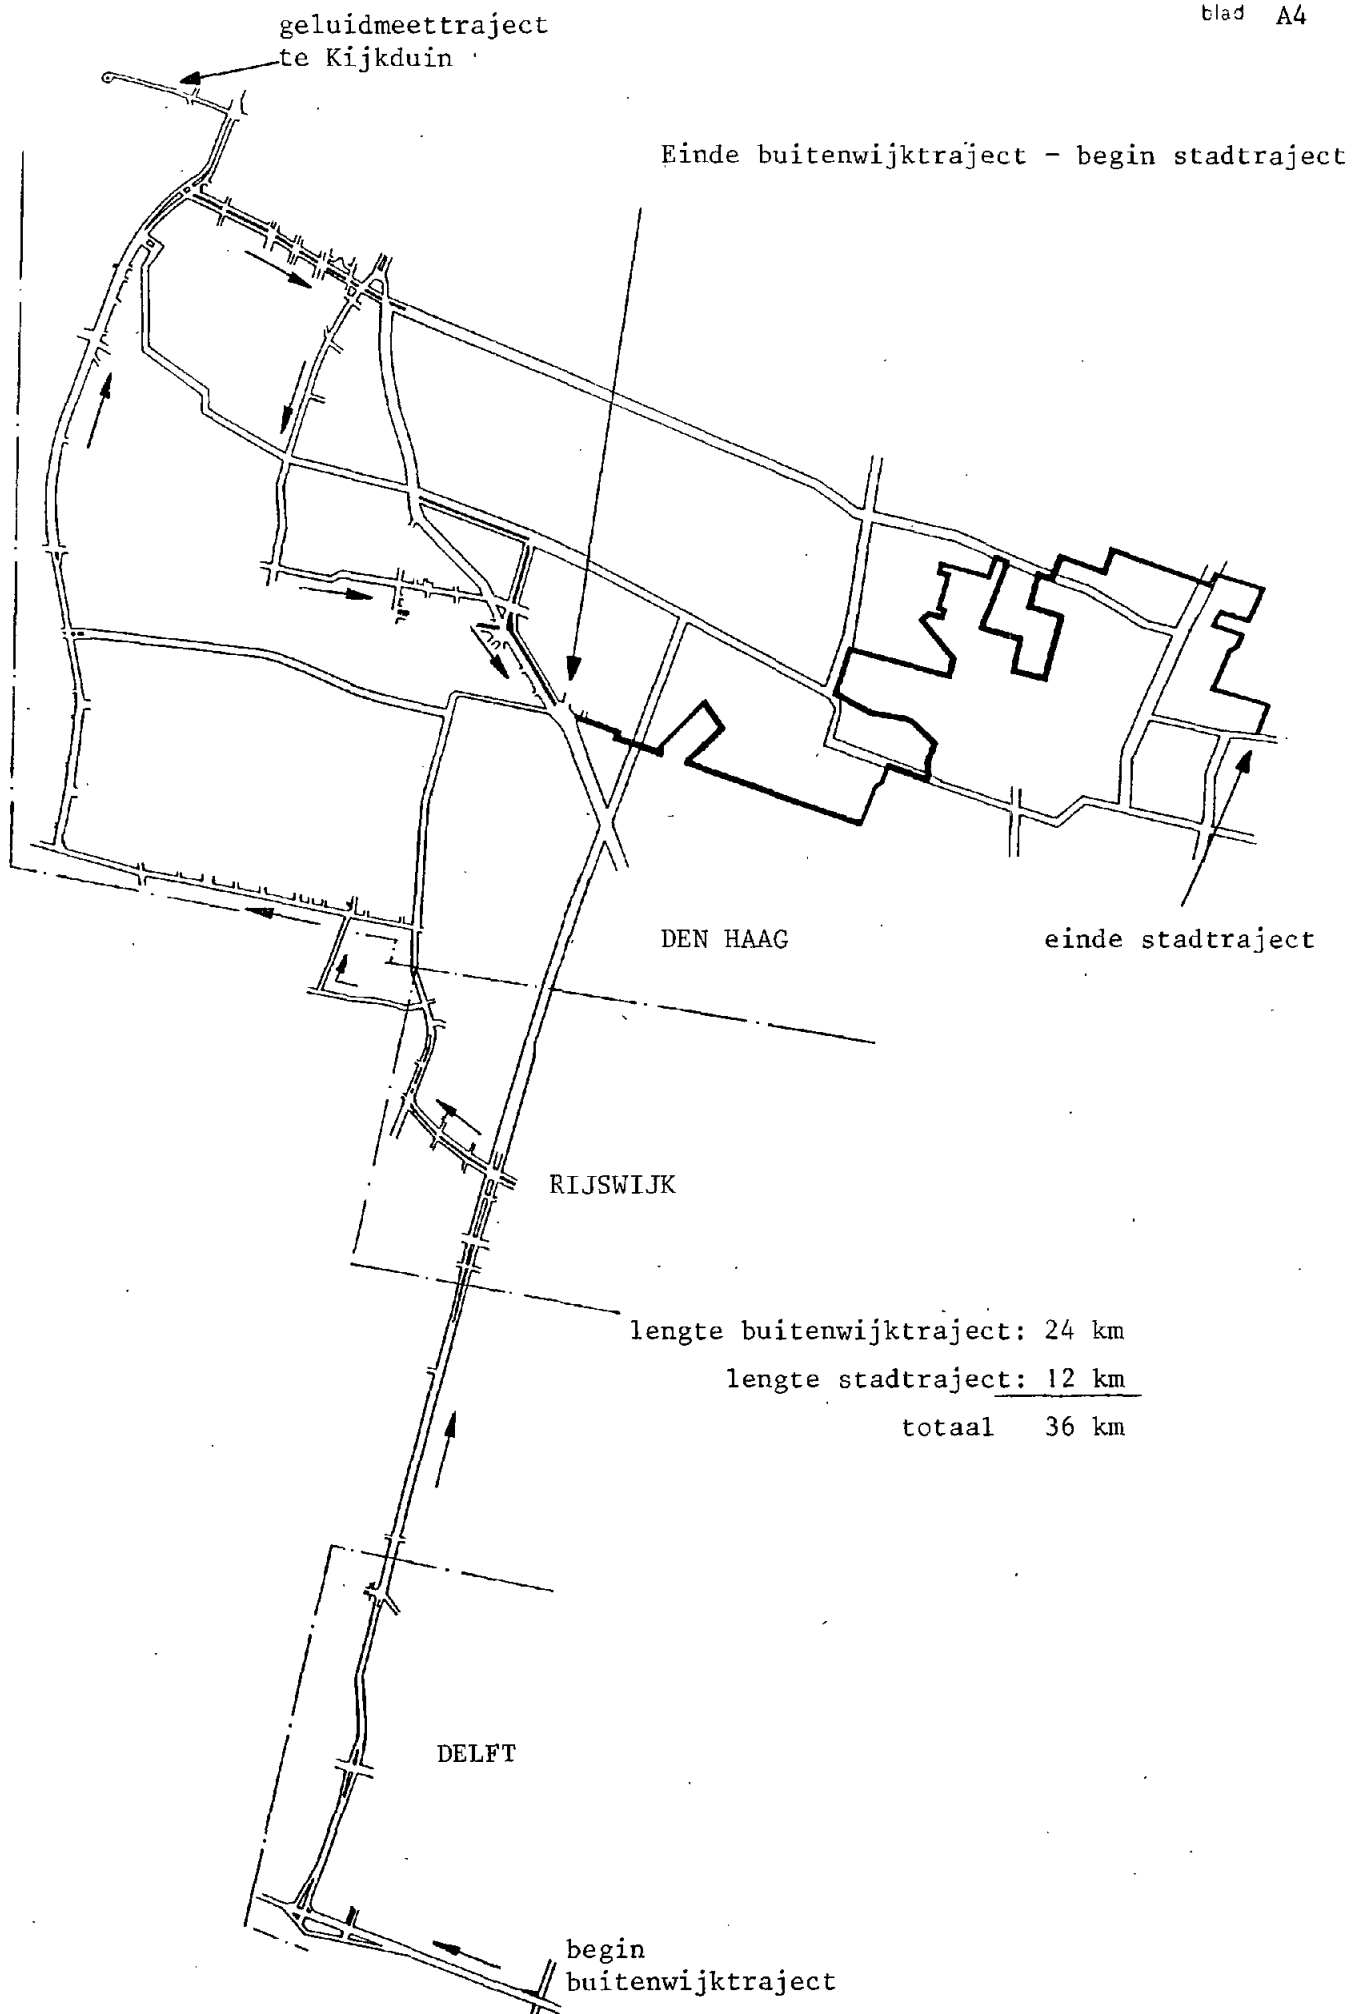 blad A4
geluidmeettraject
te Kijkduin
Einde buitenwijktraject - begin stadtraject
DEN HAAG
einde stadtraject
RIJSWIJK
lengte buitenwijktraject: 24 km
lengte stadtraject: 12 km
totaal 36 km
DELFT
begin
buitenwijktraject